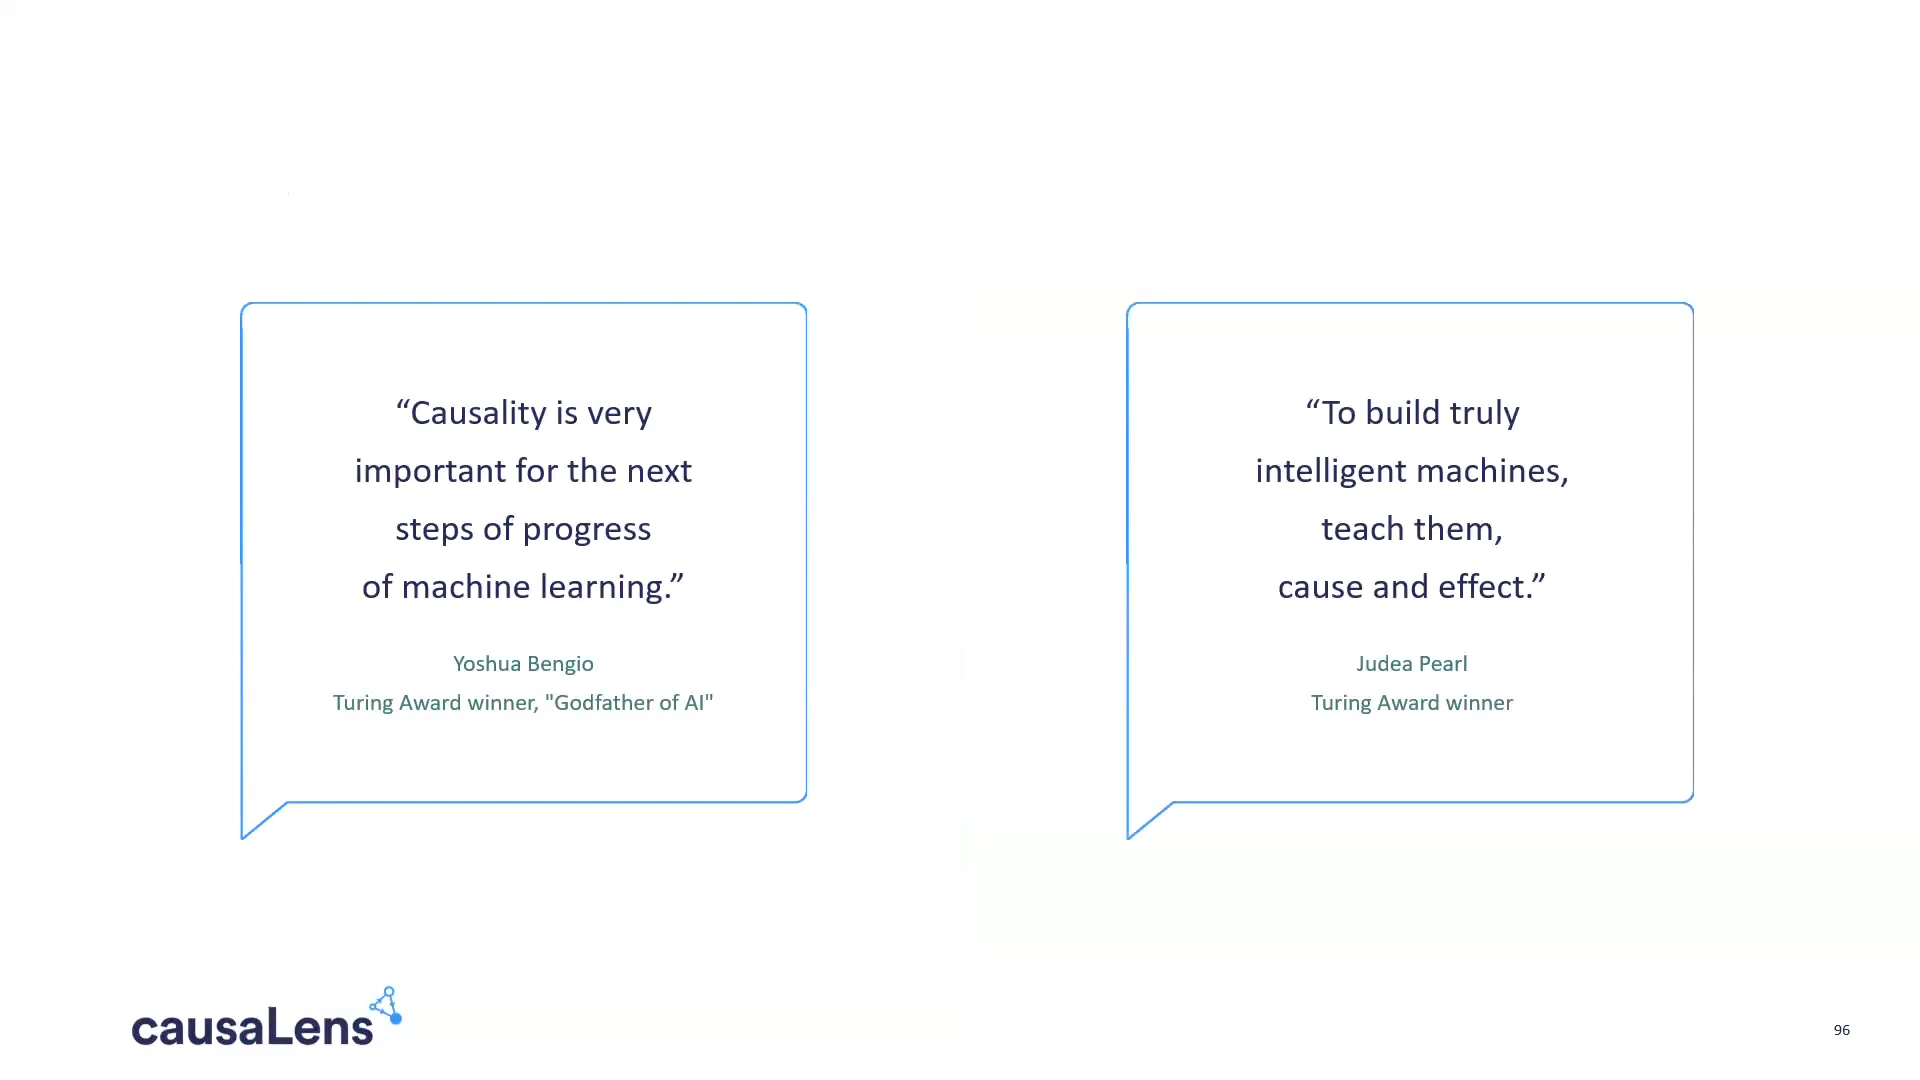 “Causality is very
important for the next
steps of progress
of machine learning.”
Yoshua Bengio
Turing Award winner, "Godfather of AI"
“To build truly
intelligent machines,
teach them,
cause and effect.”
Judea Pearl
Turing Award winner
causaLens
96